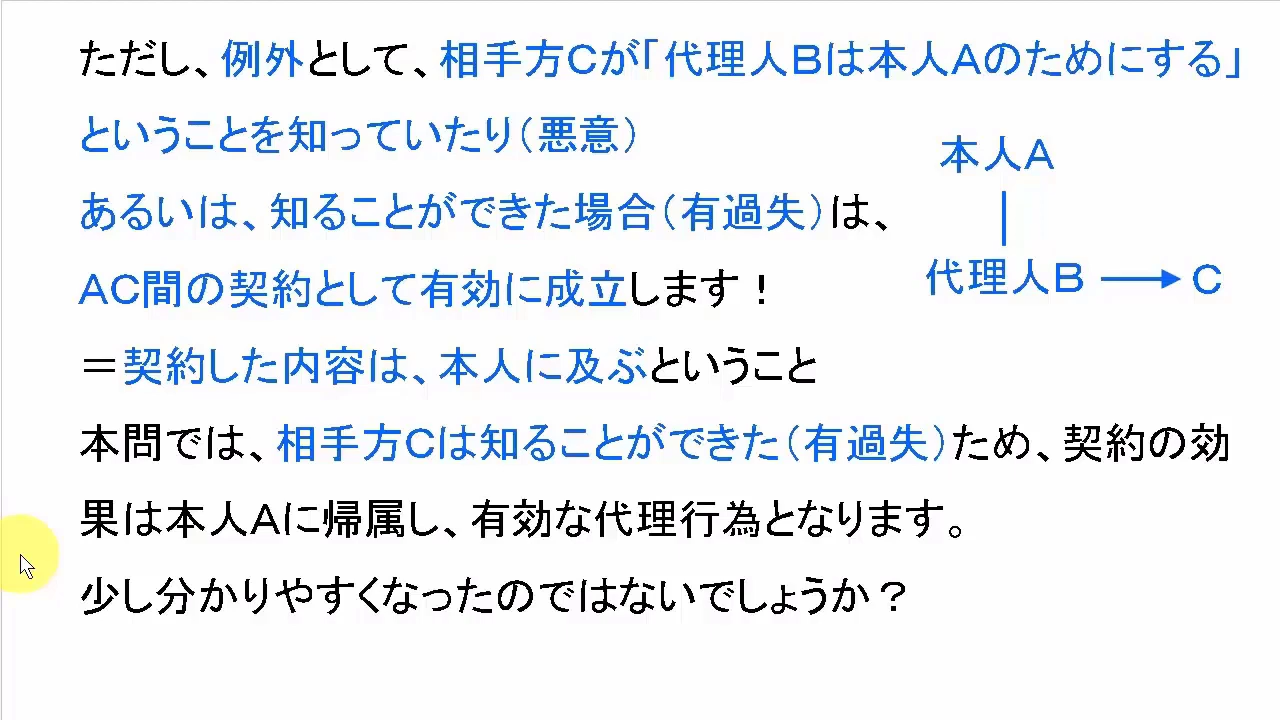 ただし、例外として、相手方Cが「代理人Bは本人Aのためにする」
ということを知っていたり（悪意）
あるいは、知ることができた場合（有過失）は、
AC間の契約として有効に成立します！
＝契約した内容は、本人に及ぶということ
本問では、相手方Cは知ることができた（有過失）ため、契約の効
果は本人Aに帰属し、有効な代理行為となります。
少し分かりやすくなったのではないでしょうか？
本人A
代理人B
C